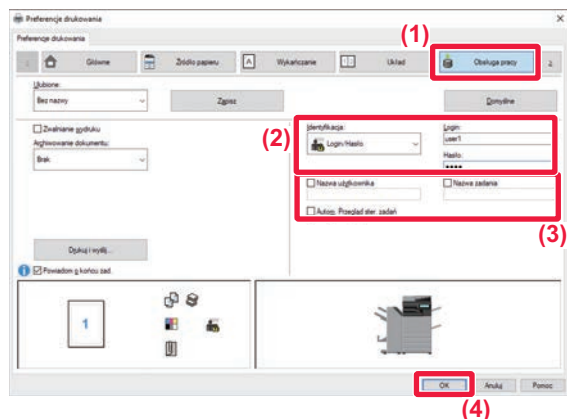 Preferencje drukowania
Preferencje drukowania
(1)
Główne
Źródło papieru
Wykańczanie
Układ
Obsługa pracy
Ulubione:
Bez nazwy
Zapisz
Domyślne
(2)
Zwalnianie wydruku
Archiwowanie dokumentu:
Brak
Identyfikacja:
Login/Hasło
Login:
user1
Hasło:
••••
Nazwa użytkownika
Nazwa zadania
Autom. Przegląd ster. zadań
(3)
Drukuj i wyślij...
Powiadom o końcu zad.
1
OK
Anuluj
Pomoc
(4)